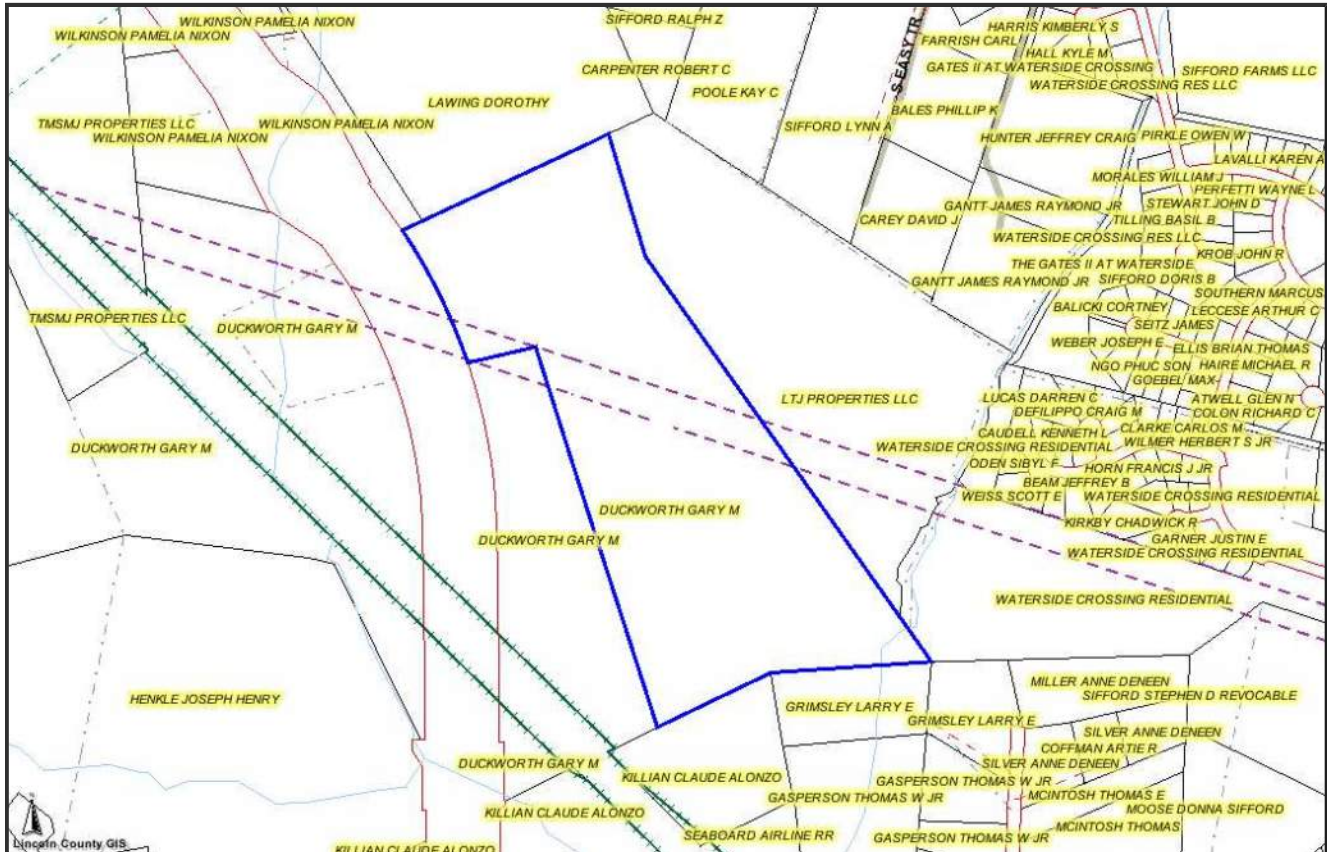 WILKINSON PAMELIA NIXON
WILKINSON PAMELIA NIXON
SIFFORD RALPH Z
HARRIS KIMBERLY S
FARRISH CARL
HALL KYLE M
GATES II AT WATERSIDE CROSSING
SIFFORD FARMS LLC
WATERSIDE CROSSING RES LLC
CARPENTER ROBERT C
POOLE KAY C
S EASY TR
LAWING DOROTHY
BALES PHILLIP K
TMSMJ PROPERTIES LLC
WILKINSON PAMELIA NIXON
WILKINSON PAMELIA NIXON
SIFFORD LYNN A
HUNTER JEFFREY CRAIG
PIRKLE OWEN W
LAVALLI KAREN A
MORALES WILLIAM J
PERFETTI WAYNE L
STEWART JOHN D
GANTT JAMES RAYMOND JR
CAREY DAVID J
TILLING BASIL B
WATERSIDE CROSSING RES LLC
KROB JOHN R
THE GATES II AT WATERSIDE
GANTT JAMES RAYMOND JR
SIFFORD DORIS B
SOUTHERN MARCUS
BALICKI CORTNEY
LECCESE ARTHUR C
TMSMJ PROPERTIES LLC
DUCKWORTH GARY M
SEITZ JAMES
WEBER JOSEPH E
ELLIS BRIAN THOMAS
NGO PHUC SON
HAIRE MICHAEL R
GOEBEL MAX
LTJ PROPERTIES LLC
LUCAS DARREN C
ATWELL GLEN N
DEFILIPPO CRAIG M
COLON RICHARD C
CAUDELL KENNETH L
CLARKE CARLOS M
WATERSIDE CROSSING RESIDENTIAL
WILMER HERBERT S JR
DUCKWORTH GARY M
ODEN SIBYL F
HORN FRANCIS J JR
BEAM JEFFREY B
WEISS SCOTT E
WATERSIDE CROSSING RESIDENTIAL
DUCKWORTH GARY M
KIRKBY CHADWICK R
DUCKWORTH GARY M
GARNER JUSTIN E
WATERSIDE CROSSING RESIDENTIAL
WATERSIDE CROSSING RESIDENTIAL
MILLER ANNE DENEEN
HENKLE JOSEPH HENRY
SIFFORD STEPHEN D REVOCABLE
GRIMSLEY LARRY E
GRIMSLEY LARRY E
SILVER ANNE DENEEN
COFFMAN ARTIE R
DUCKWORTH GARY M
SILVER ANNE DENEEN
KILLIAN CLAUDE ALONZO
GASPERSON THOMAS W JR
GASPERSON THOMAS W JR
MCINTOSH THOMAS E
MOOSE DONNA SIFFORD
KILLIAN CLAUDE ALONZO
MCINTOSH THOMAS
SEABOARD AIRLINE RR
GASPERSON THOMAS W JR
Lincoln County GIS
KILLIAN CLAUDE ALONZO